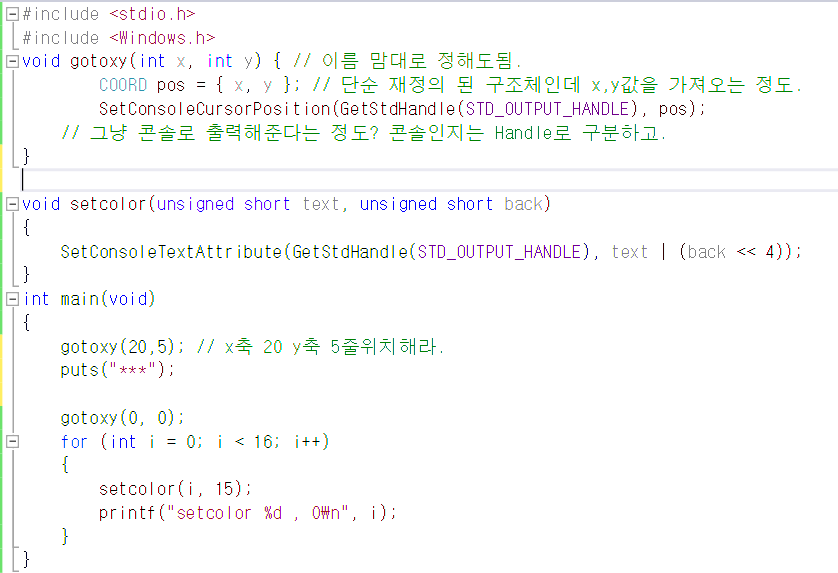 #include <stdio.h>
#include <Windows.h>
void gotoxy(int x, int y) { // 이름 맘대로 정해도됨.
COORD pos = { x, y }; // 단순 재정의 된 구조체인데 x,y값을 가져오는 정도.
SetConsoleCursorPosition(GetStdHandle(STD_OUTPUT_HANDLE), pos);
// 그냥 콘솔로 출력해준다는 정도? 콘솔인지는 Handle로 구분하고.
}
void setcolor(unsigned short text, unsigned short back)
{
SetConsoleTextAttribute(GetStdHandle(STD_OUTPUT_HANDLE), text | (back << 4));
}
int main(void)
{
gotoxy(20,5); // x축 20 y축 5줄위치해라.
puts("***");
gotoxy(0, 0);
for (int i = 0; i < 16; i++)
{
setcolor(i, 15);
printf("setcolor %d , 0₩n", i);
}
}